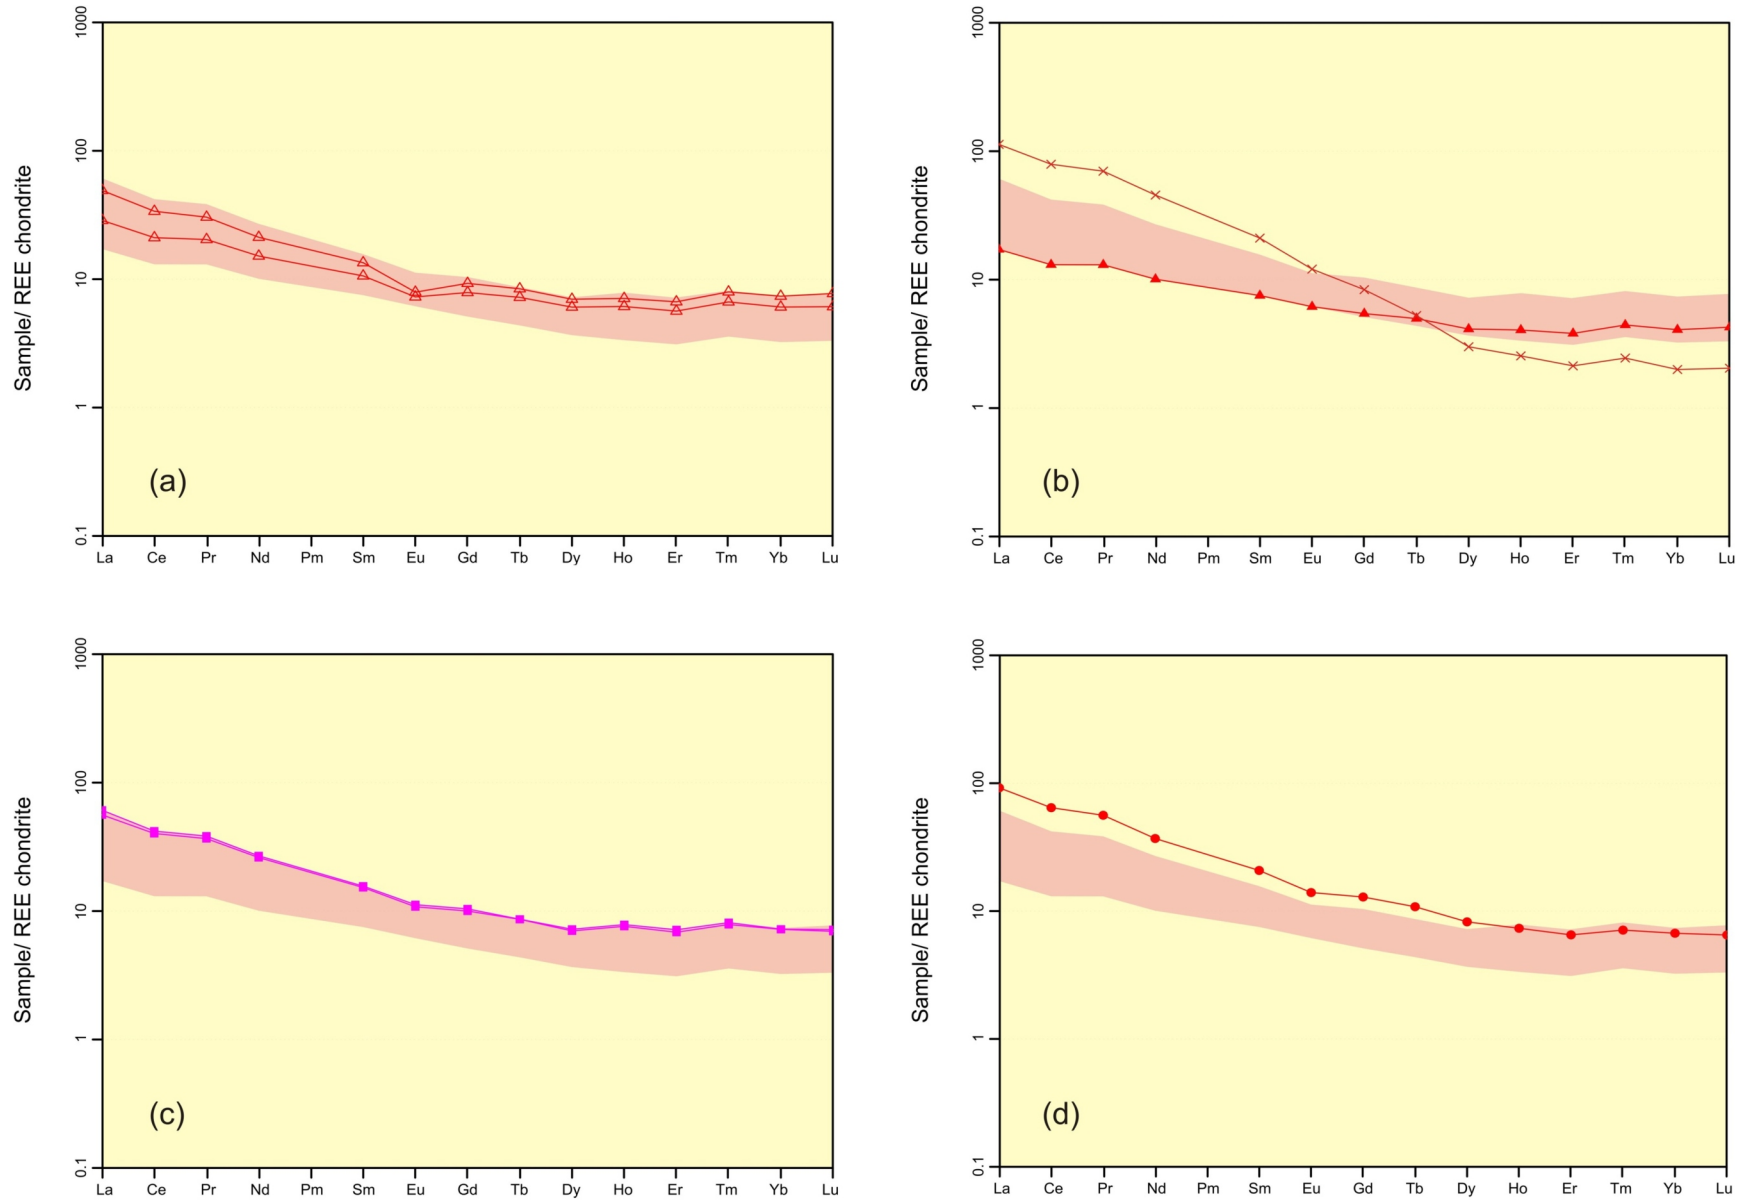 1000
100
10
1
0.1
Sample/ REE chondrite
(a)
La Ce Pr Nd Pm Sm Eu Gd Tb Dy Ho Er Tm Yb Lu
1000
100
10
1
0.1
Sample/ REE chondrite
(b)
La Ce Pr Nd Pm Sm Eu Gd Tb Dy Ho Er Tm Yb Lu
1000
100
10
1
0.1
Sample/ REE chondrite
(c)
La Ce Pr Nd Pm Sm Eu Gd Tb Dy Ho Er Tm Yb Lu
1000
100
10
1
0.1
Sample/ REE chondrite
(d)
La Ce Pr Nd Pm Sm Eu Gd Tb Dy Ho Er Tm Yb Lu